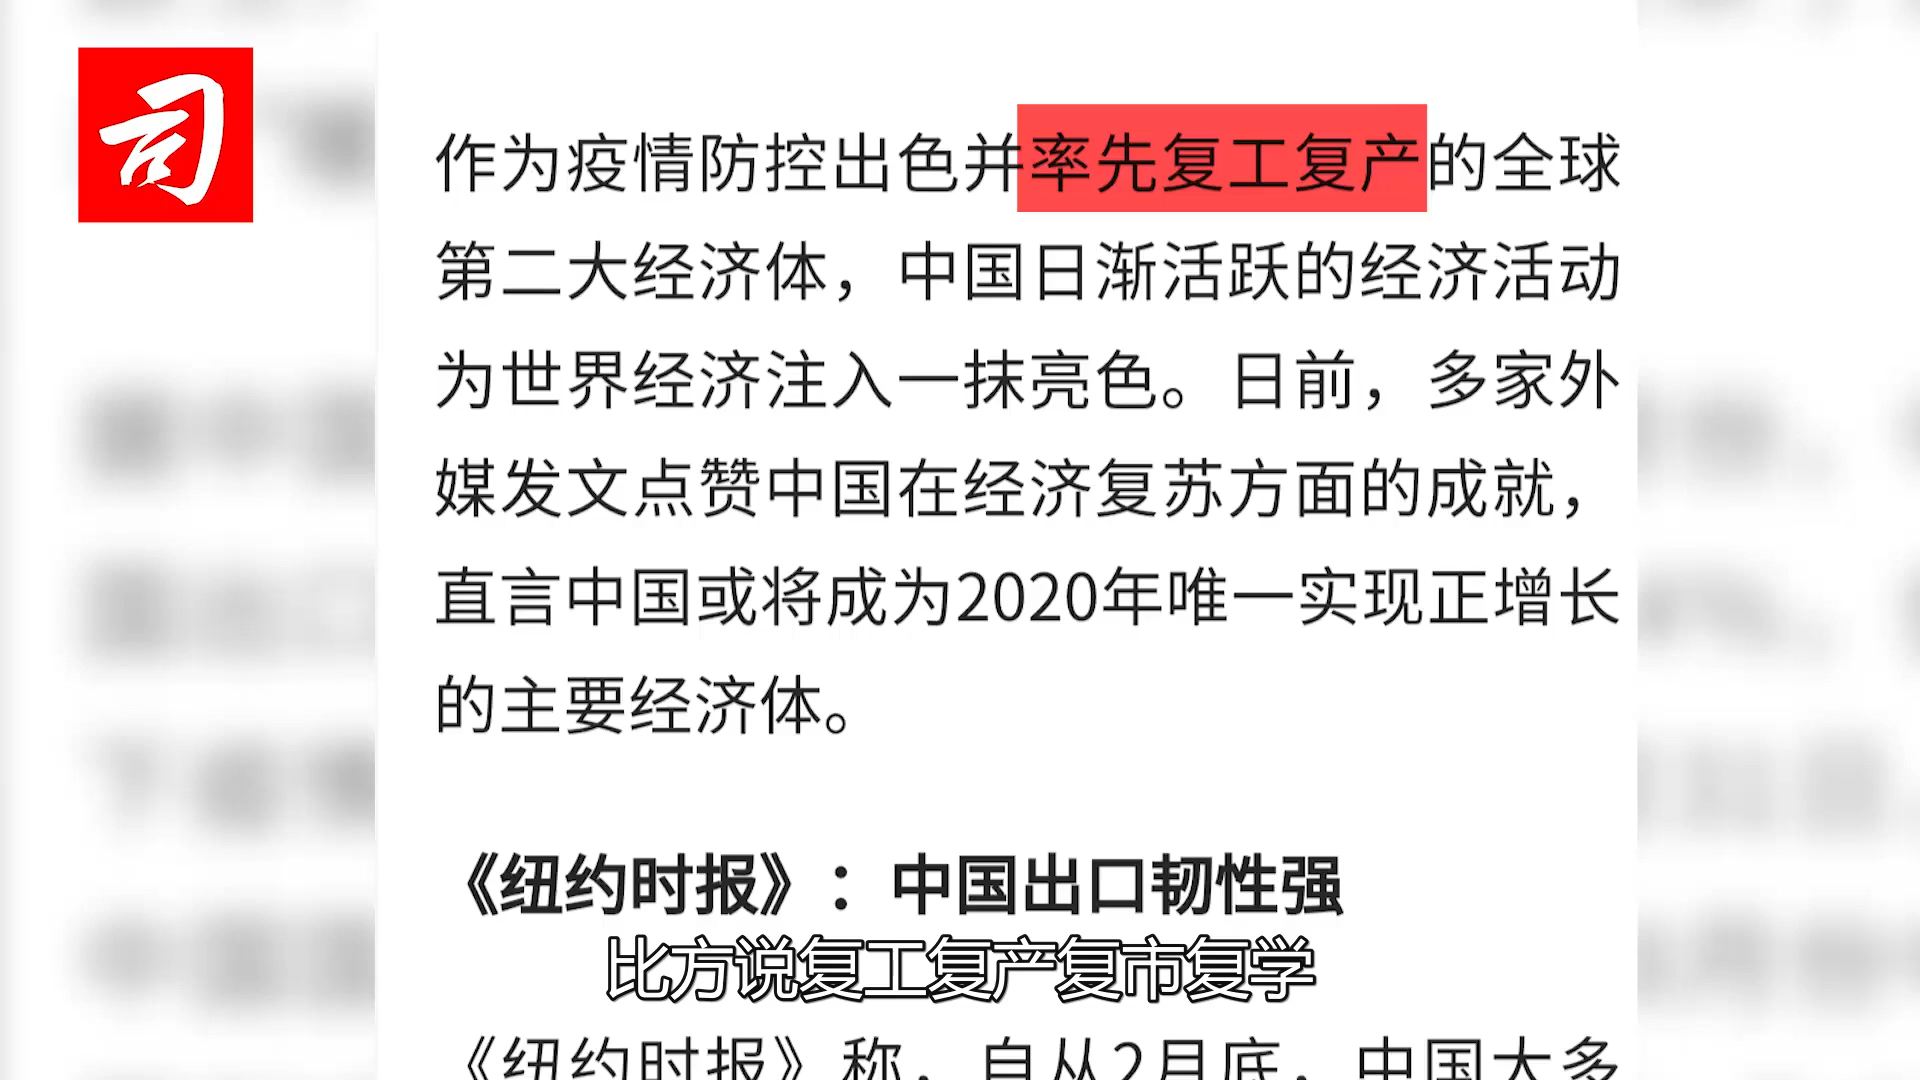 司
作为疫情防控出色并率先复工复产的全球
第二大经济体，中国日渐活跃的经济活动
为世界经济注入一抹亮色。日前，多家外
媒发文点赞中国在经济复苏方面的成就，
直言中国或将成为2020年唯一实现正增长
的主要经济体。
《纽约时报》：中国出口韧性强
比方说复工复产复市复学
《纽约时报》称，自从2月底，中国大多